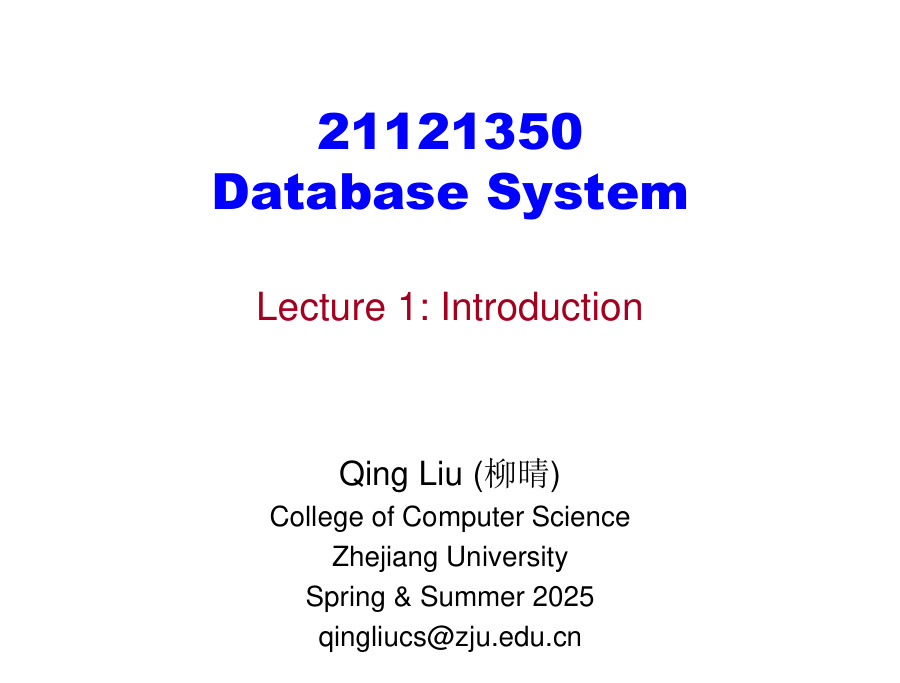 21121350
Database System
Lecture 1: Introduction
Qing Liu (柳晴)
College of Computer Science
Zhejiang University
Spring & Summer 2025
qingliucs@zju.edu.cn